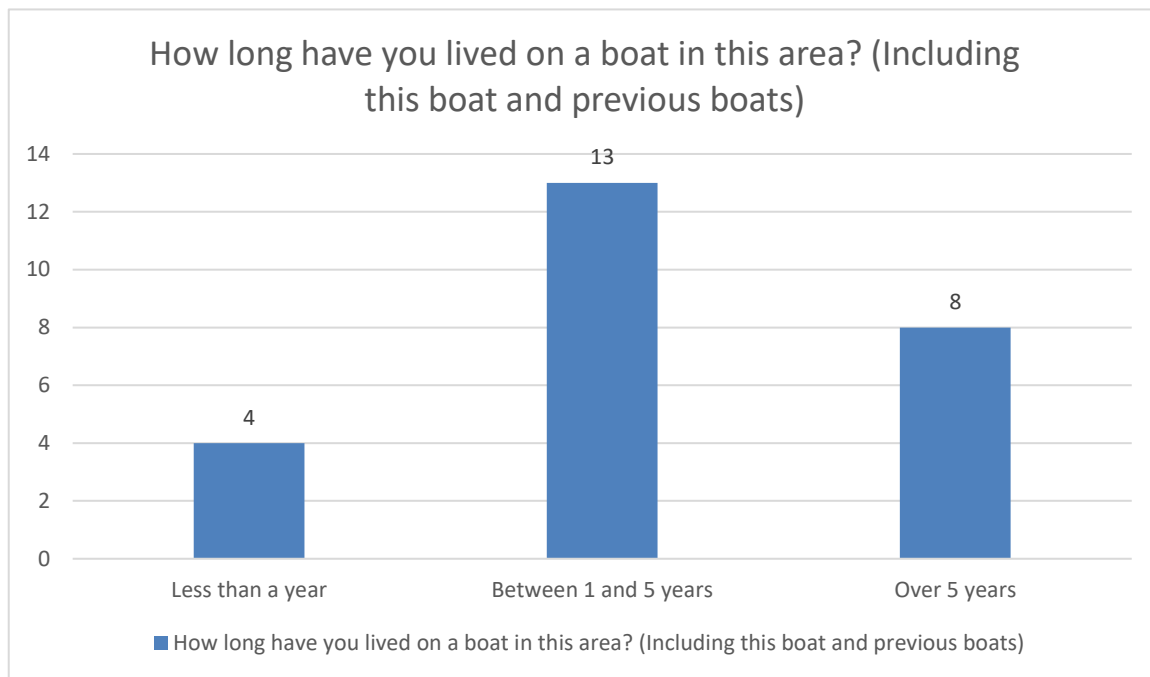 How long have you lived on a boat in this area? (Including
this boat and previous boats)
14
13
12
10
8
8
6
4
4
2
0
Less than a year
Between 1 and 5 years
Over 5 years
How long have you lived on a boat in this area? (Including this boat and previous boats)